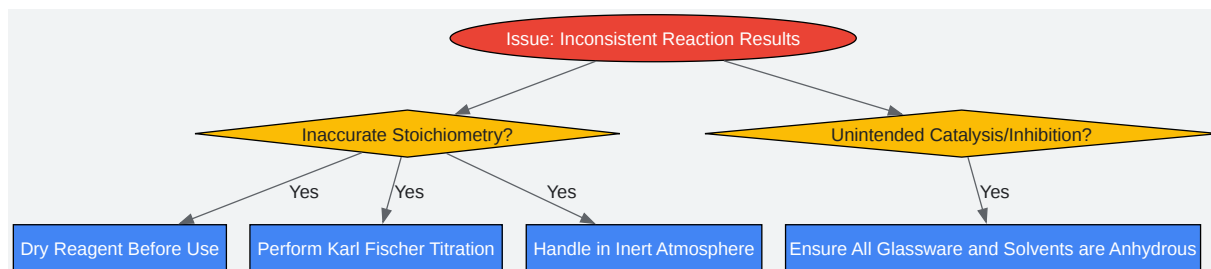 Issue: Inconsistent Reaction Results
Inaccurate Stoichiometry?
Unintended Catalysis/Inhibition?
Yes
Yes
Yes
Yes
Dry Reagent Before Use
Perform Karl Fischer Titration
Handle in Inert Atmosphere
Ensure All Glassware and Solvents are Anhydrous